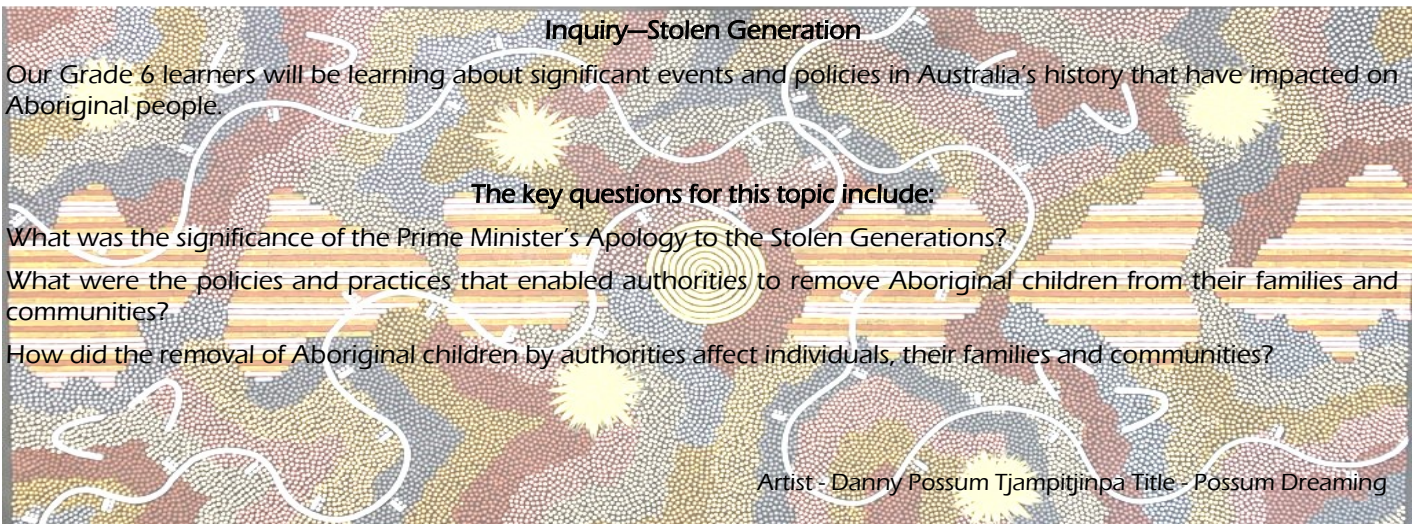 Inquiry—Stolen Generation
Our Grade 6 learners will be learning about significant events and policies in Australia's history that have impacted on
Aboriginal people.
The key questions for this topic include:
What was the significance of the Prime Minister's Apology to the Stolen Generations?
What were the policies and practices that enabled authorities to remove Aboriginal children from their families and
communities?
How did the removal of Aboriginal children by authorities affect individuals, their families and communities?
Artist - Danny Possum Tjampitjinpa Title - Possum Dreaming